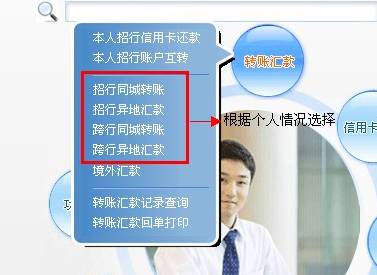 本人招行信用卡还款
本人招行账户互转
转账汇款
招行同城转账
招行异地汇款
跨行同城转账
跨行异地汇款
根据个人情况选择
信用卡
境外汇款
转账汇款记录查询
转账汇款回单打印